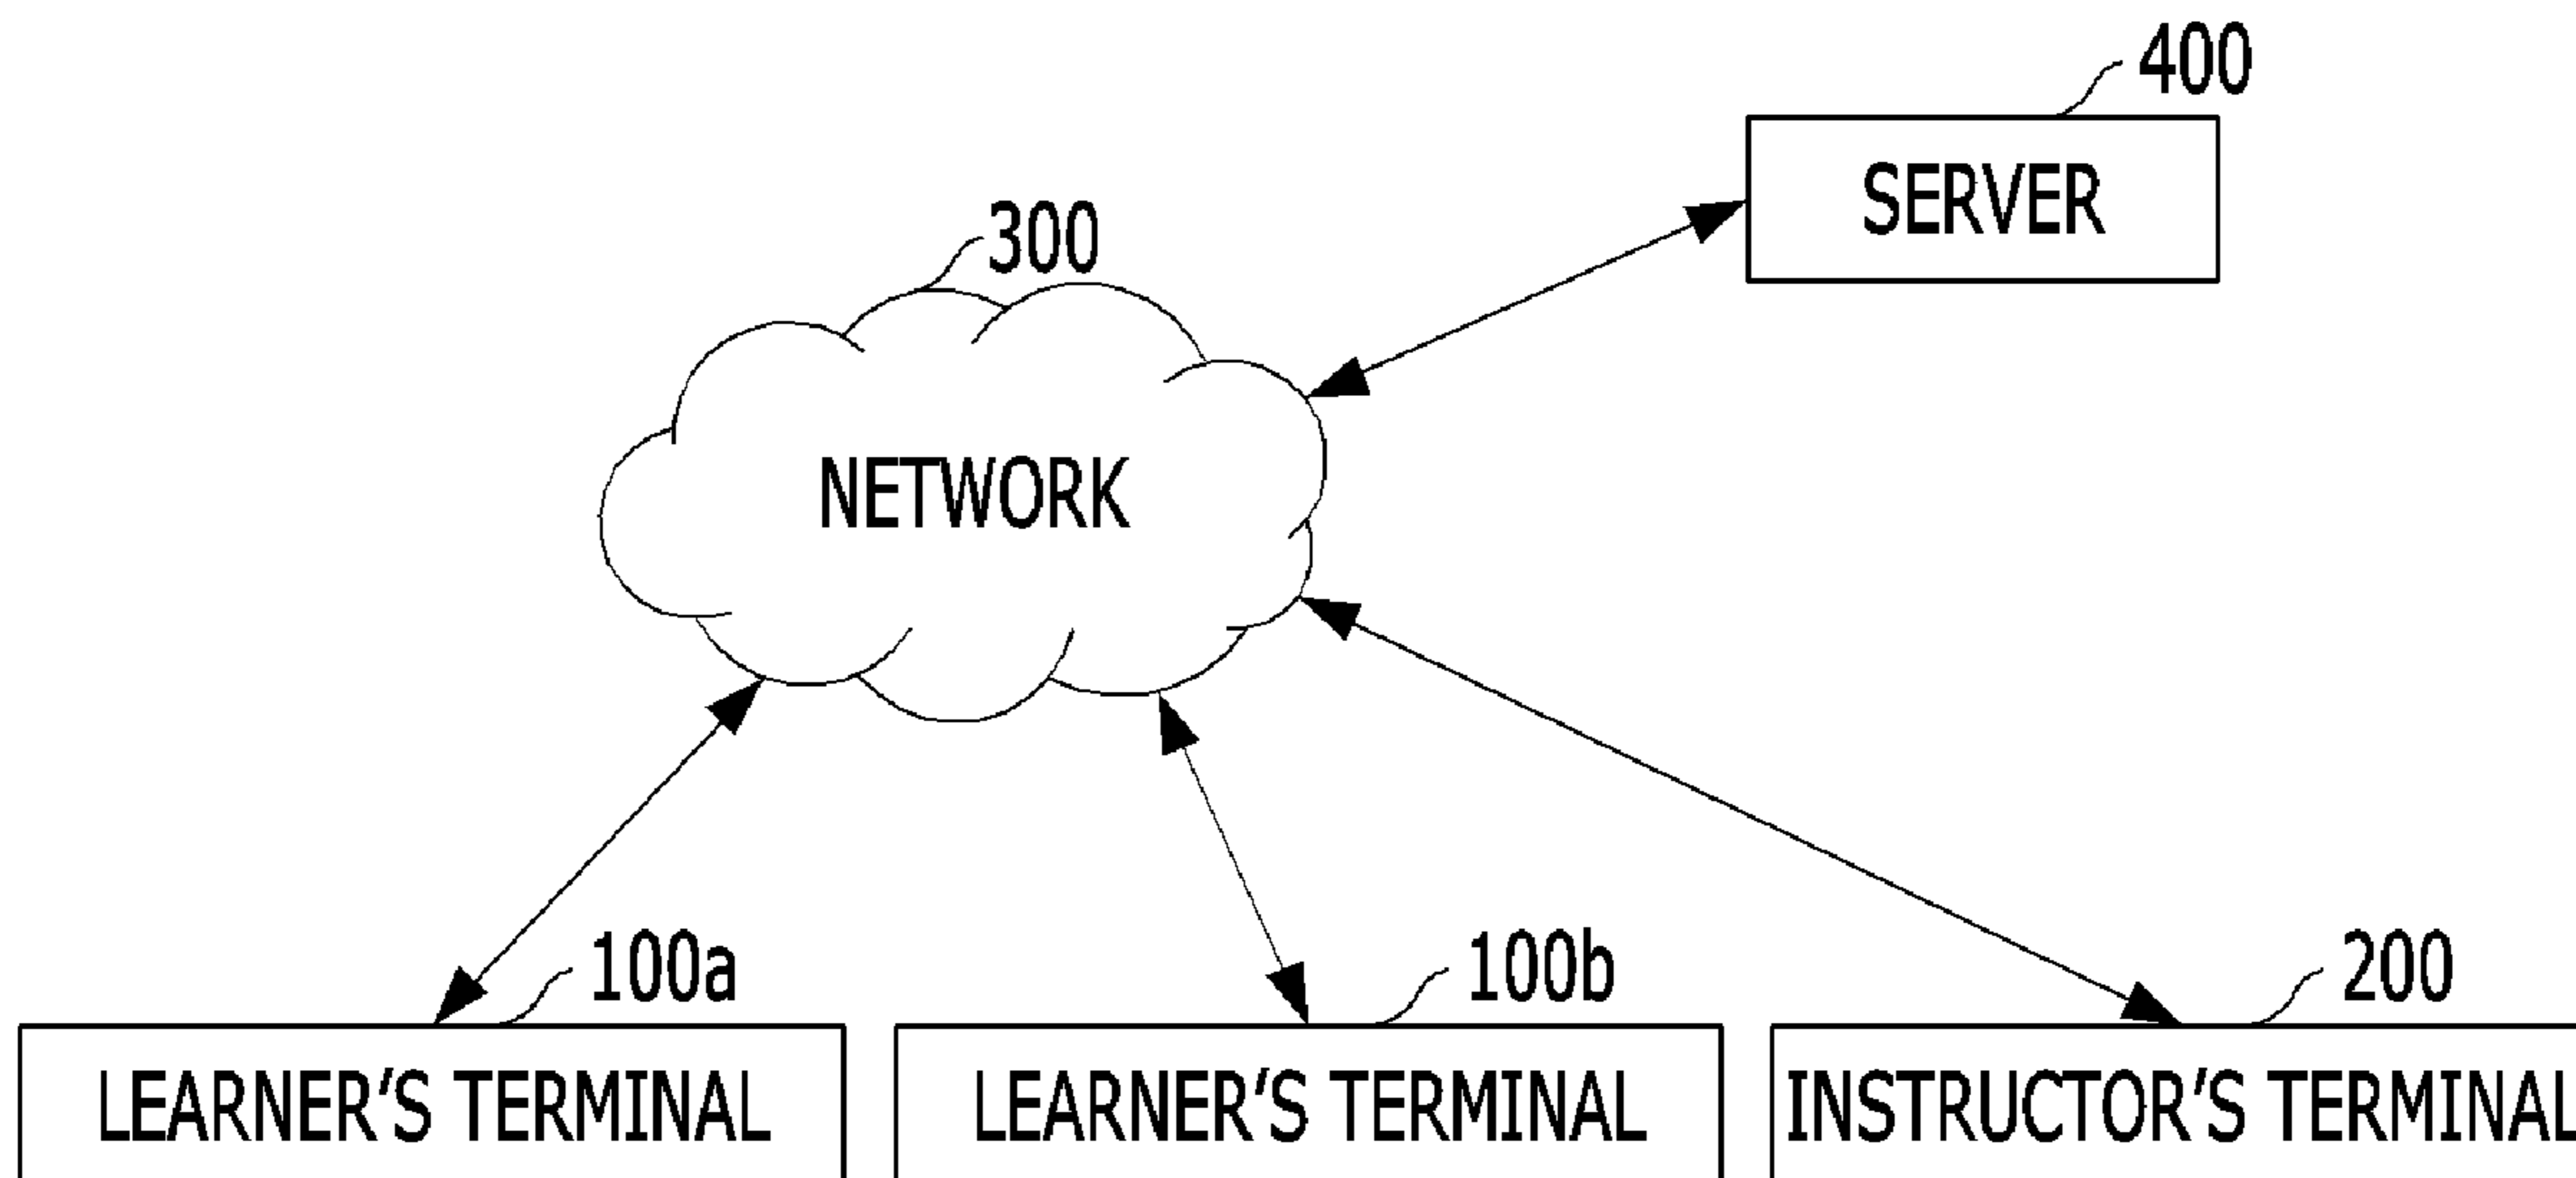 400
SERVER
300
NETWORK
100a
100b
200
LEARNER'S TERMINAL
LEARNER'S TERMINAL
INSTRUCTOR'S TERMINAL